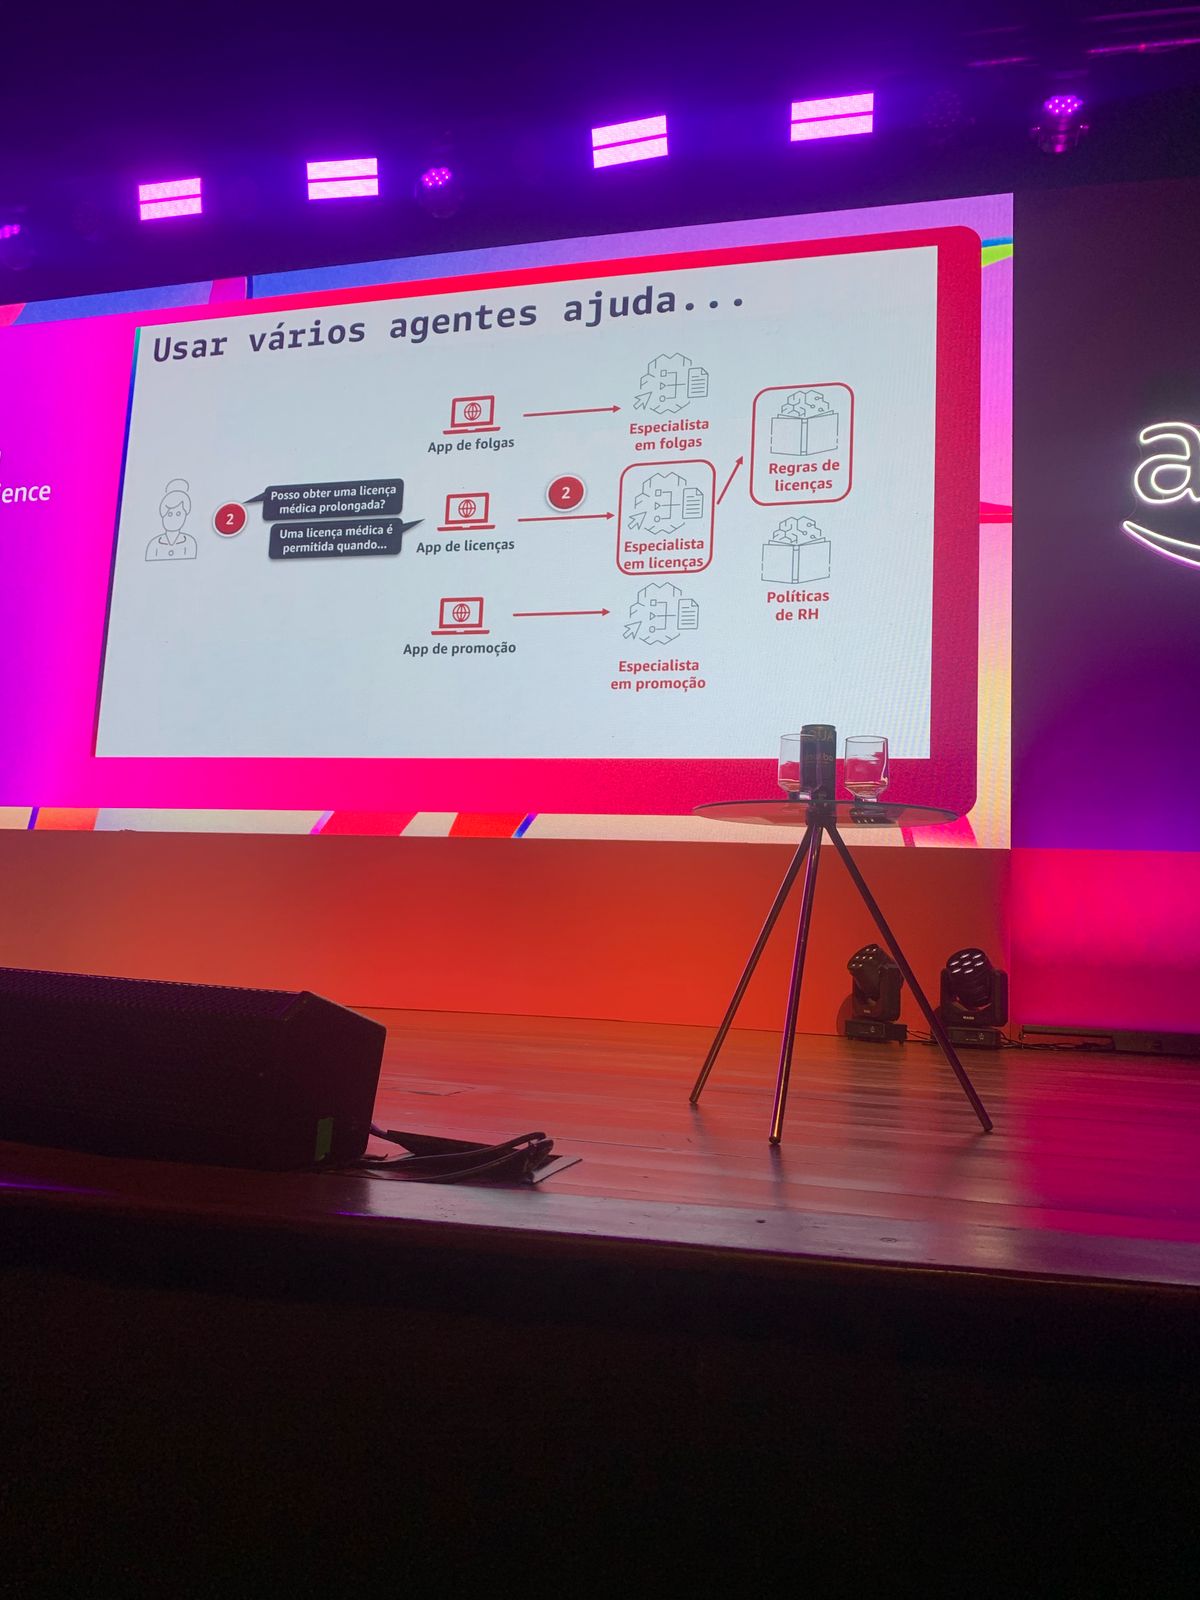 Usar vários agentes ajuda...
App de folgas
Especialista
em folgas
Regras de
licenças
2
Posso obter uma licença
médica prolongada?
Uma licença médica é
permitida quando...
App de licenças
2
Especialista
em licenças
Políticas
de RH
App de promoção
Especialista
em promoção
ience
a